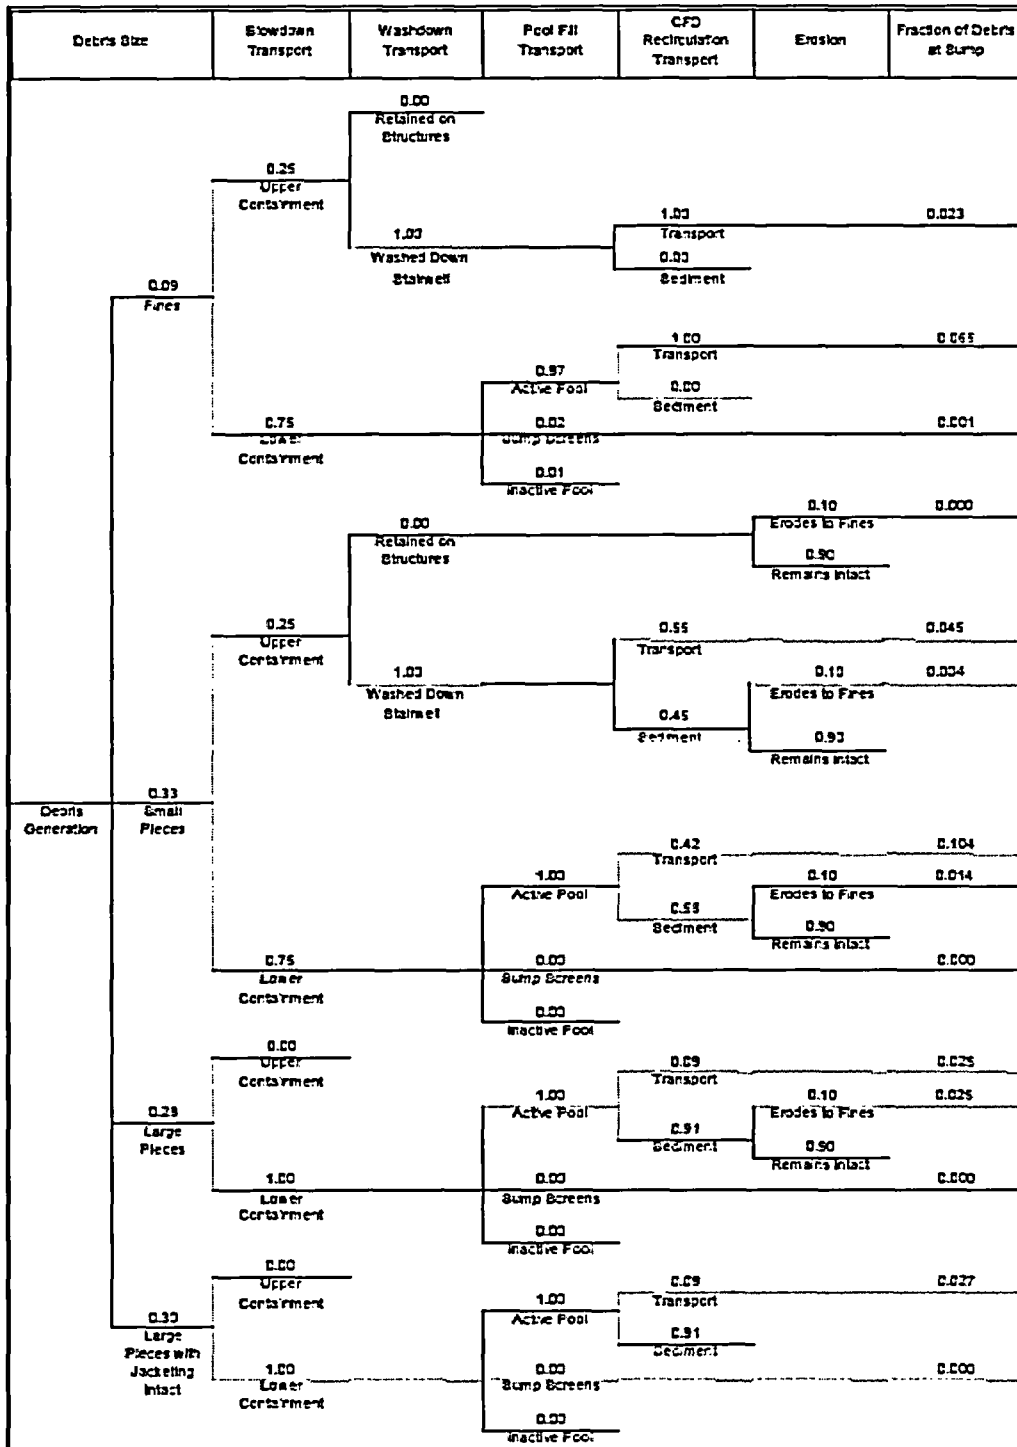 Debris Size
Blowdown
Transport
Washdown
Transport
Pool Fill
Transport
CFD
Recirculation
Transport
Erosion
Fraction of Debris
at Sump
0.00
Retained on
Structures
0.25
Upper
Containment
1.00
Transport
0.023
1.00
Washed Down
Stairwell
0.00
Sediment
0.09
Fines
1.00
Transport
0.065
0.97
Active Pool
0.00
Sediment
0.75
Lower
Containment
0.02
Sump Screens
0.001
0.01
Inactive Pool
0.10
Erodes to Fines
0.000
0.00
Retained on
Structures
0.90
Remains Intact
0.25
Upper
Containment
0.55
Transport
0.045
1.00
Washed Down
Stairwell
0.10
Erodes to Fines
0.004
0.45
Sediment
0.90
Remains Intact
Debris
Generation
0.33
Small
Pieces
0.42
Transport
0.104
1.00
Active Pool
0.10
Erodes to Fines
0.014
Sediment
0.90
Remains Intact
0.75
Lower
Containment
0.00
Sump Screens
0.000
0.00
Inactive Pool
0.00
Upper
Containment
0.09
Transport
0.025
0.28
Large
Pieces
1.00
Active Pool
0.10
Erodes to Fines
0.025
0.91
Sediment
0.90
Remains Intact
1.00
Lower
Containment
0.00
Sump Screens
0.000
0.00
Inactive Pool
0.00
Upper
Containment
0.09
Transport
0.027
0.30
Large
Pieces with
Jacketing
Intact
1.00
Active Pool
0.91
Sediment
1.00
Lower
Containment
0.00
Sump Screens
0.000
0.00
Inactive Pool